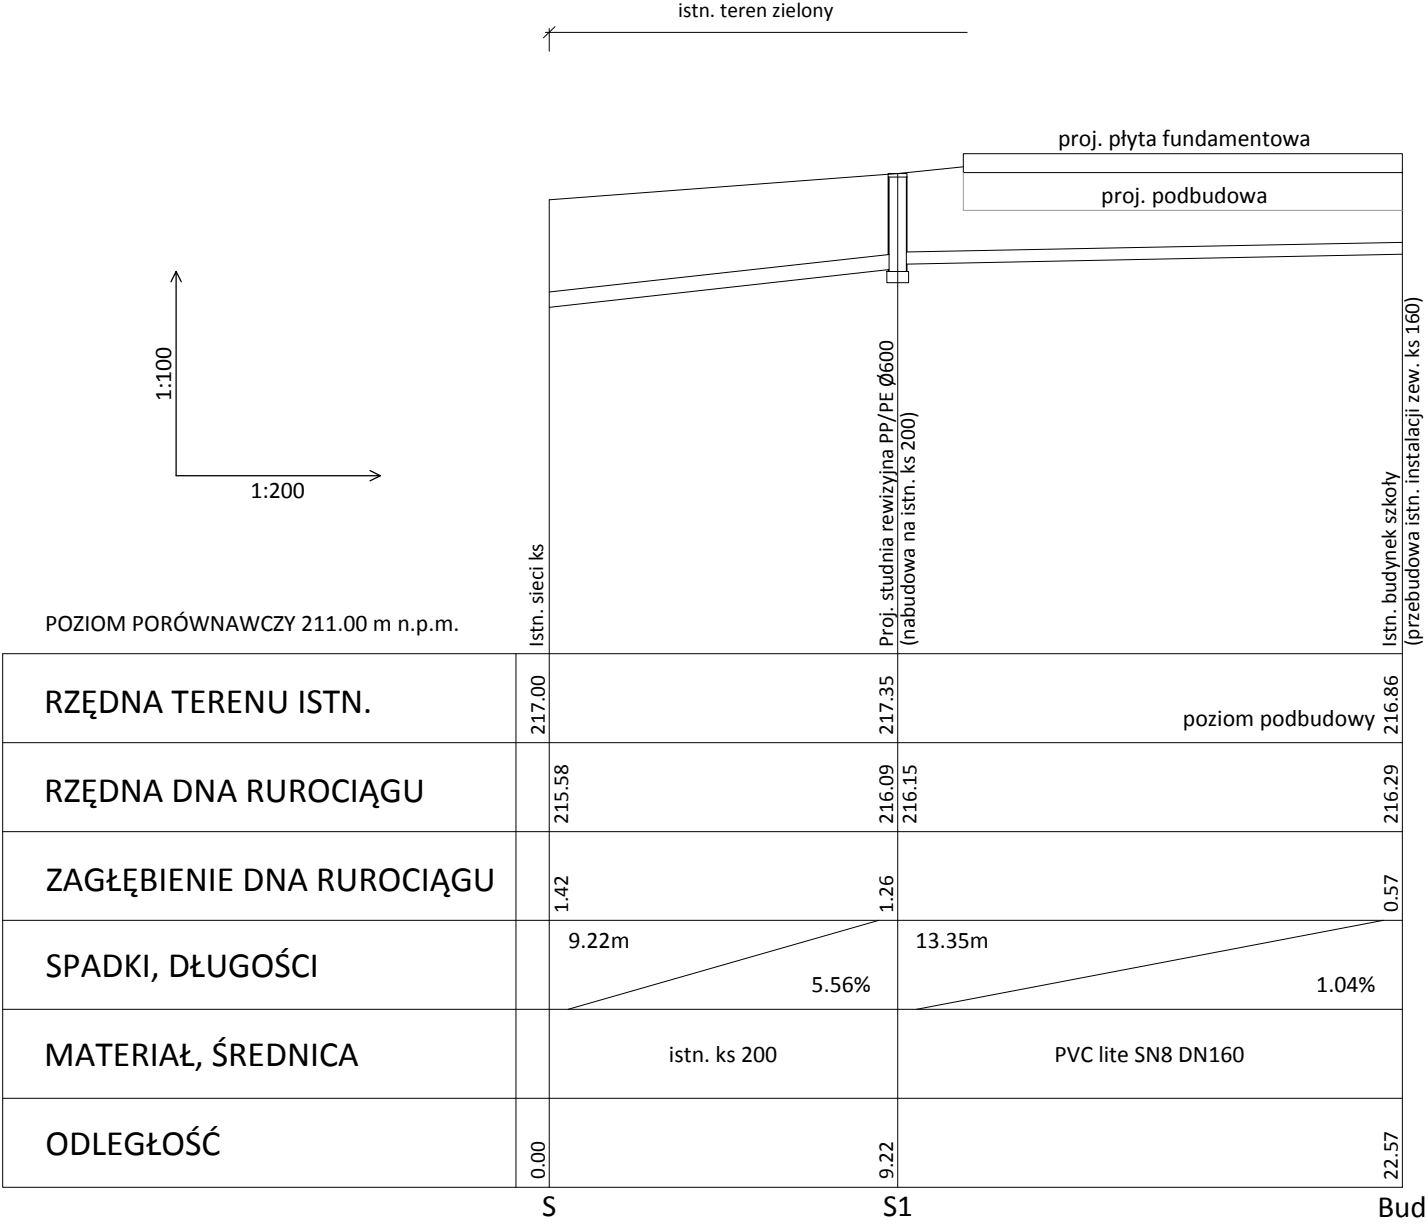 istn. teren zielony
proj. płyta fundamentowa
proj. podbudowa
1:100
1:200
Istn. sieci ks
Proj. studnia rewizyjna PP/PE Ø600
(nabudowa na istn. ks 200)
Istn. budynek szkoły
(przebudowa istn. instalacji zew. ks 160)
POZIOM PORÓWNAWCZY 211.00 m n.p.m.
RZĘDNA TERENU ISTN.
217.00
217.35
poziom podbudowy
216.86
RZĘDNA DNA RUROCIĄGU
215.58
216.09
216.15
216.29
ZAGŁĘBIENIE DNA RUROCIĄGU
1.42
1.26
0.57
SPADKI, DŁUGOŚCI
9.22m
5.56%
13.35m
1.04%
MATERIAŁ, ŚREDNICA
istn. ks 200
PVC lite SN8 DN160
ODLEGŁOŚĆ
0.00
9.22
22.57
S
S1
Bud